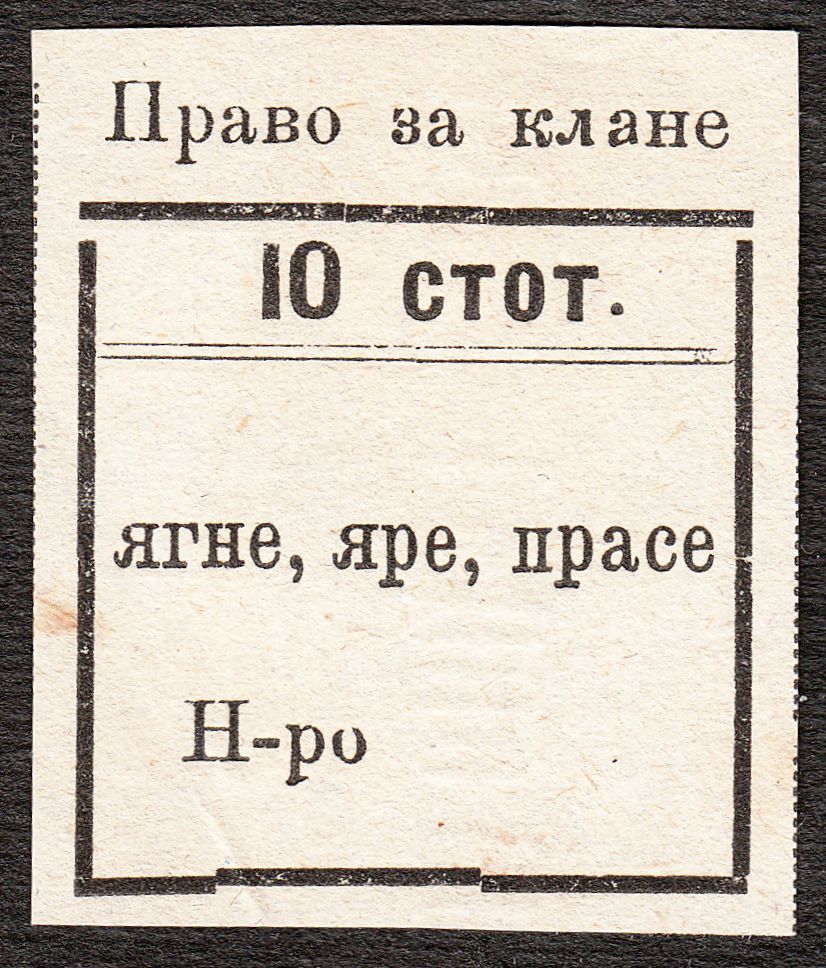 Право за клане
10 стот.
ягне, яре, прасе
Н-ро